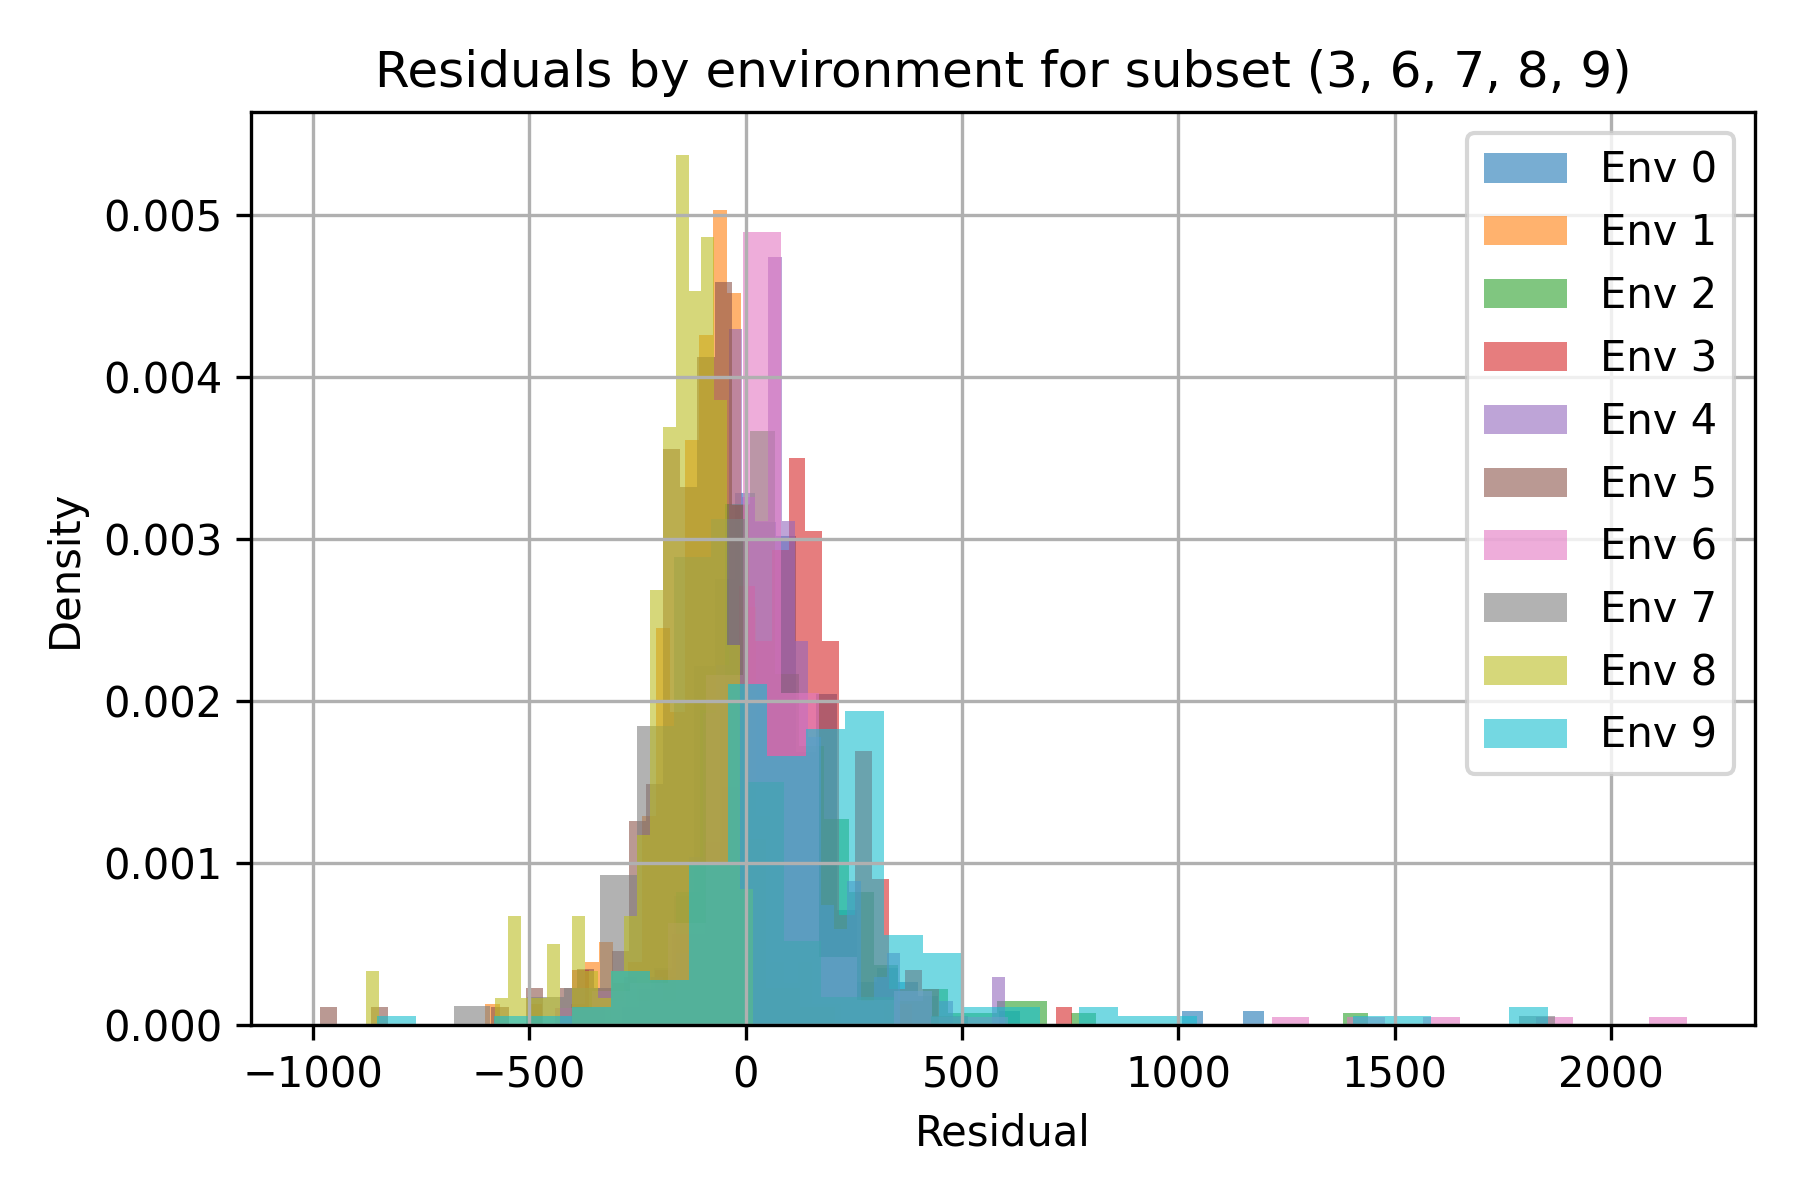 Residuals by environment for subset (3, 6, 7, 8, 9)
Env 0
Env 1
Env 2
Env 3
Env 4
Env 5
Env 6
Env 7
Env 8
Env 9
0.005
0.004
0.003
0.002
0.001
0.000
Density
−1000 −500 0 500 1000 1500 2000
Residual